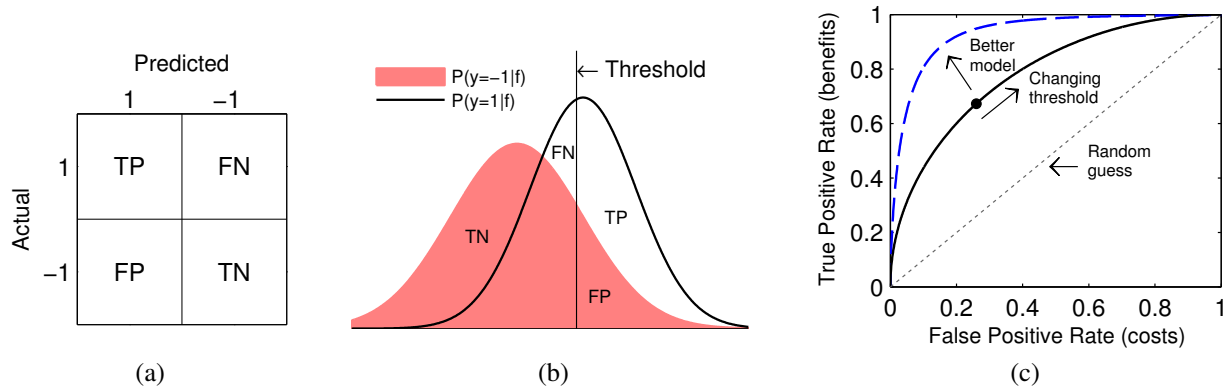 Predicted
1 −1
Actual
1
TP FN
−1
FP TN
(a)
P(y=−1|f)
P(y=1|f)
← Threshold
FN
TP
TN
FP
(b)
True Positive Rate (benefits)
1
0.8
0.6
0.4
0.2
0
0 0.2 0.4 0.6 0.8 1
False Positive Rate (costs)
Better
model
Changing
threshold
Random
guess
(c)